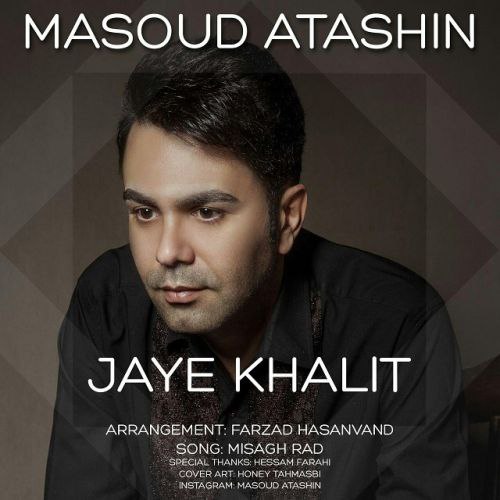 MASOUD ATASHIN
JAYE KHALIT
ARRANGEMENT: FARZAD HASANVAND
SONG: MISAGH RAD
SPECIAL THANKS: HESSAM FARAHI
COVER ART: HONEY TAHMASBI
INSTAGRAM: MASOUD ATASHIN